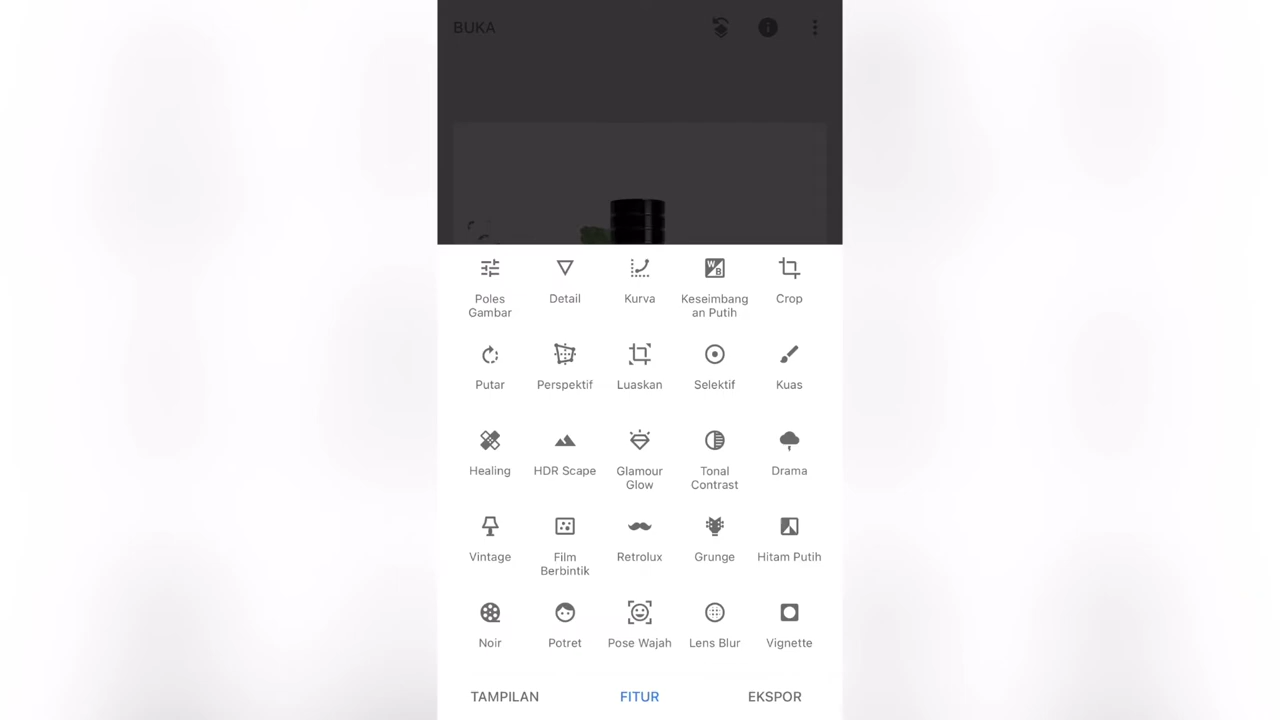 BUKA
Poles
Gambar
Detail
Kurva
Keseimbang
an Putih
Crop
Putar
Perspektif
Luaskan
Selektif
Kuas
Healing
HDR Scape
Glamour
Glow
Tonal
Contrast
Drama
Vintage
Film
Berbintik
Retrolux
Grunge
Hitam Putih
Noir
Potret
Pose Wajah
Lens Blur
Vignette
TAMPILAN
FITUR
EKSPOR